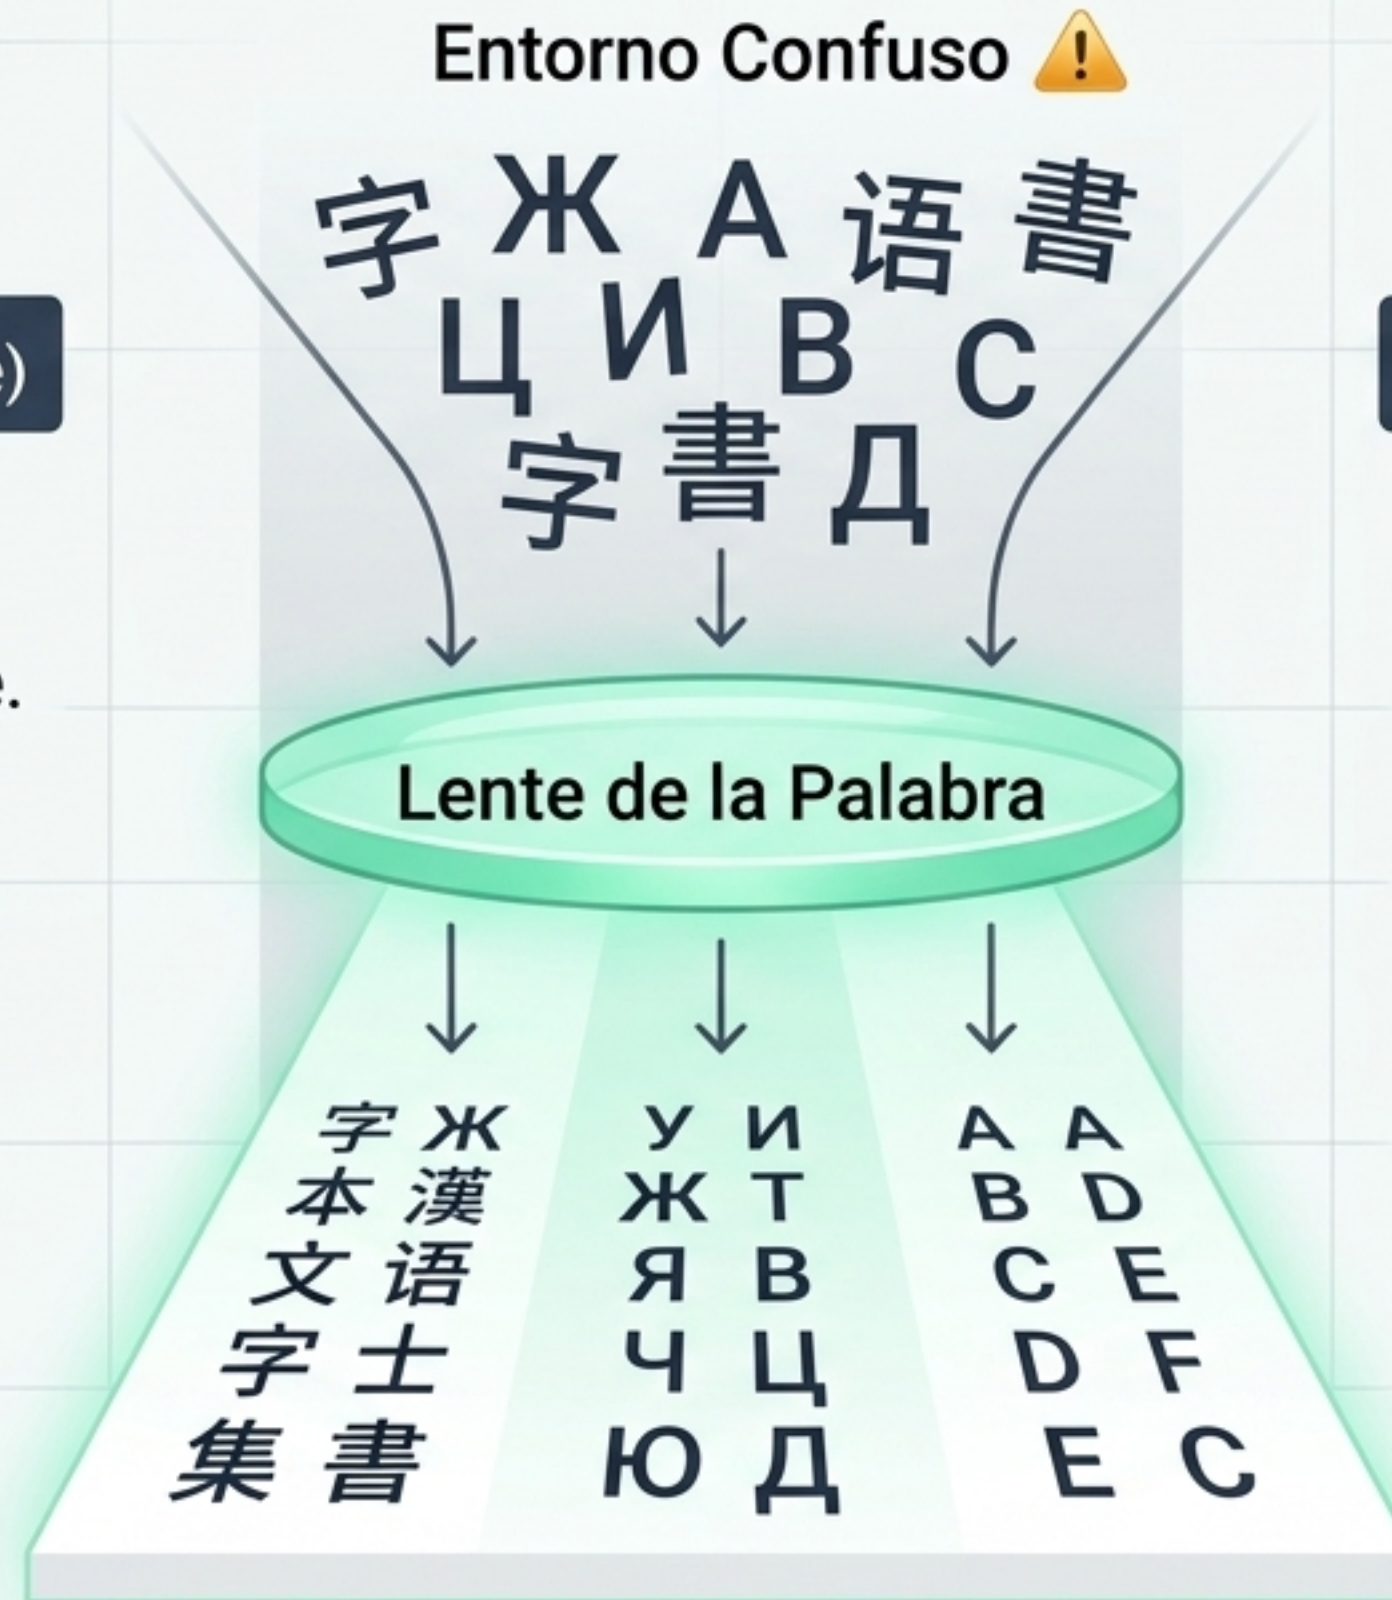 Entorno Confuso ⚠️
字 Ж A 语 書
Ц И B C
字 書 Д
é)
e.
Lente de la Palabra
字 Ж У И A A
本 漢 Ж Т B D
文 语 Я В C E
字 士 Ч Ц D F
集 書 Ю Д E C